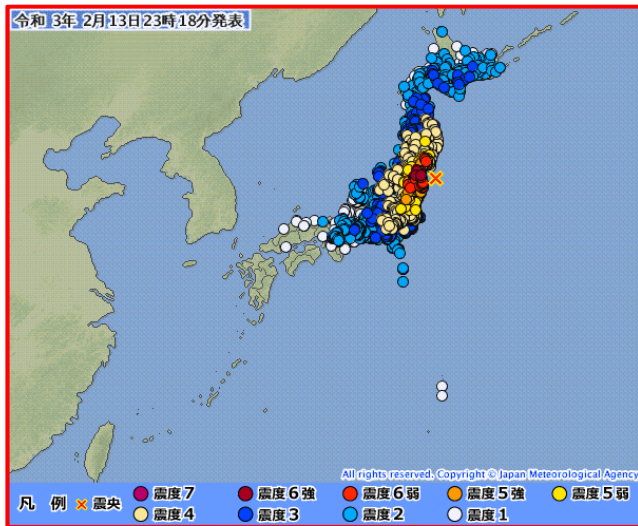 令和 3年 2月13日23時18分発表
All rights reserved. Copyright © Japan Meteorological Agency
凡 例 震央 震度7 震度6強 震度6弱 震度5強 震度5弱
震度4 震度3 震度2 震度1